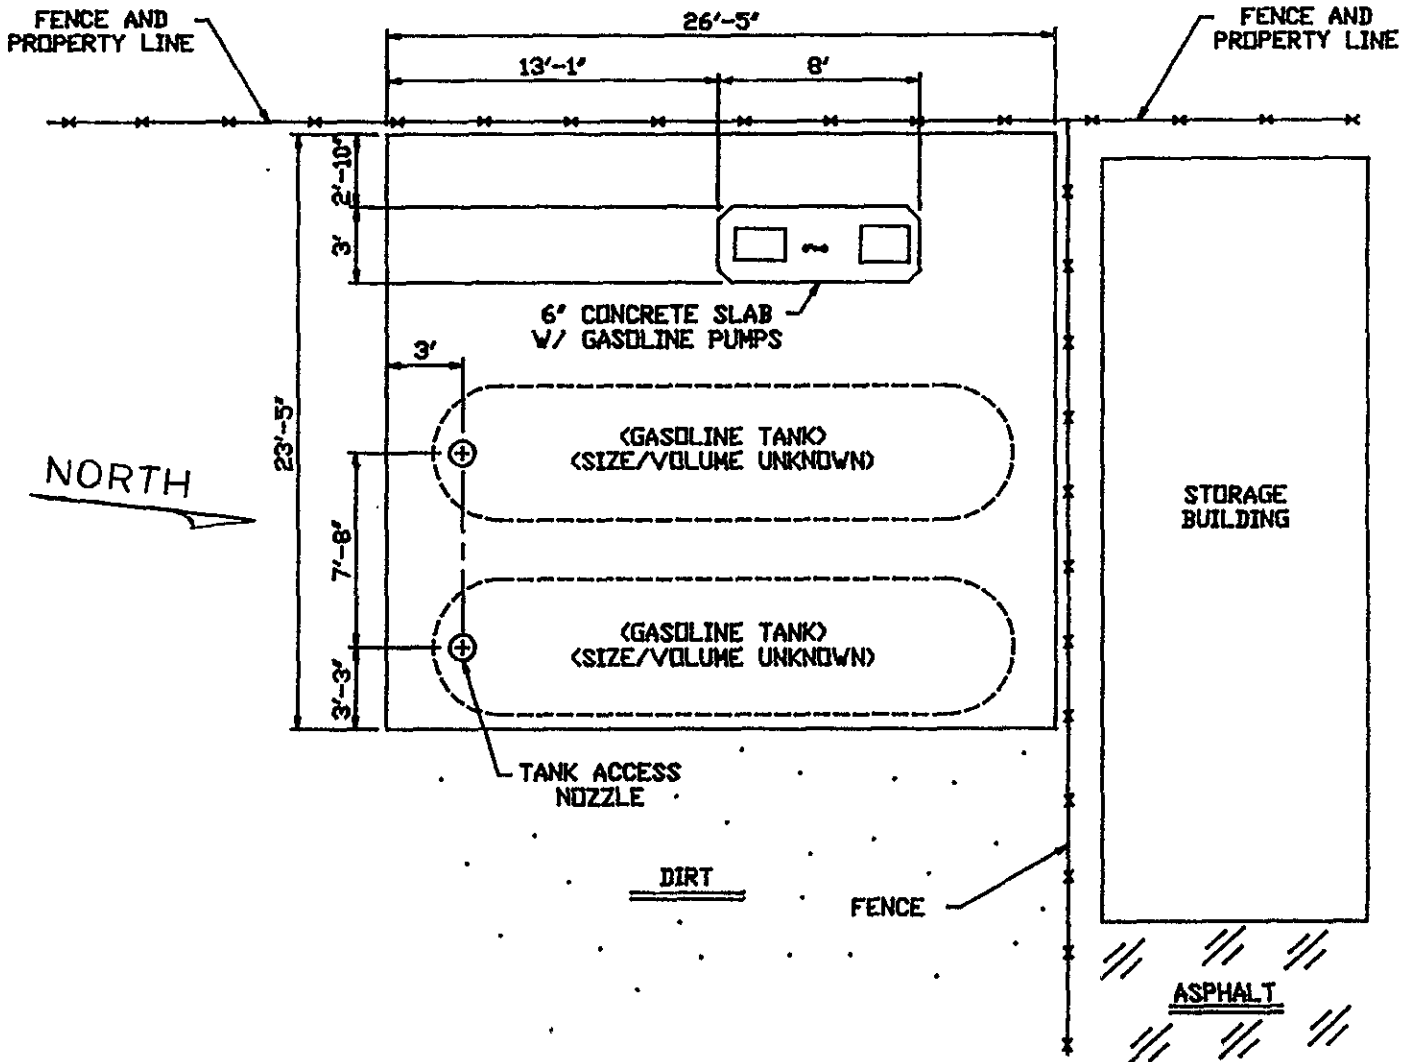 FENCE AND
PROPERTY LINE
26'-5"
FENCE AND
PROPERTY LINE
13'-1"
8'
2'-10"
3'
6" CONCRETE SLAB
W/ GASOLINE PUMPS
3'
23'-5"
(GASOLINE TANK)
(SIZE/VOLUME UNKNOWN)
NORTH
7'-8"
STORAGE
BUILDING
(GASOLINE TANK)
(SIZE/VOLUME UNKNOWN)
3'-3"
TANK ACCESS
NOZZLE
DIRT
FENCE
ASPHALT